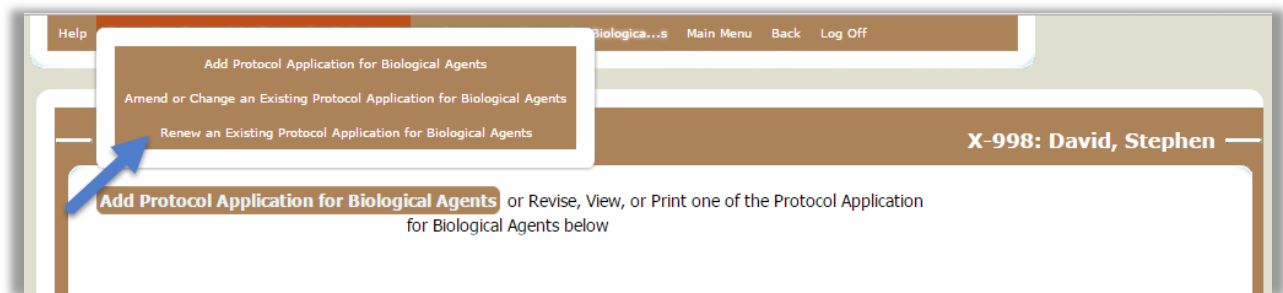 Help Biologica...s Main Menu Back Log Off
Add Protocol Application for Biological Agents
Amend or Change an Existing Protocol Application for Biological Agents
Renew an Existing Protocol Application for Biological Agents
X-998: David, Stephen
Add Protocol Application for Biological Agents or Revise, View, or Print one of the Protocol Application
for Biological Agents below